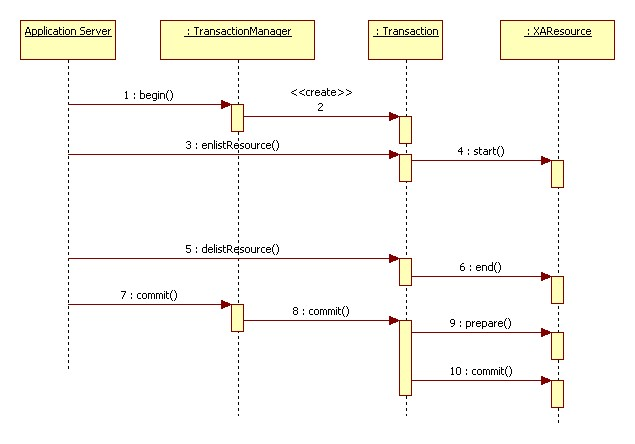 Application Server
: TransactionManager
: Transaction
: XAResource
1 : begin()
<<create>>
2
3 : enlistResource()
4 : start()
5 : delistResource()
6 : end()
7 : commit()
8 : commit()
9 : prepare()
10 : commit()